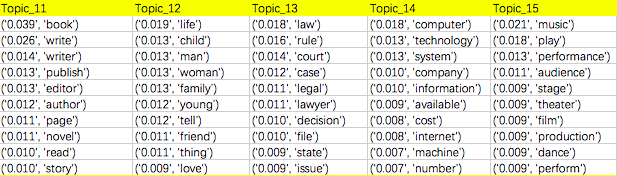 Topic_11 Topic_12 Topic_13 Topic_14 Topic_15
('0.039', 'book') ('0.019', 'life') ('0.018', 'law') ('0.018', 'computer') ('0.021', 'music')
('0.026', 'write') ('0.013', 'child') ('0.016', 'rule') ('0.013', 'technology') ('0.018', 'play')
('0.014', 'writer') ('0.013', 'man') ('0.014', 'court') ('0.013', 'system') ('0.013', 'performance')
('0.013', 'publish') ('0.013', 'woman') ('0.012', 'case') ('0.010', 'company') ('0.011', 'audience')
('0.013', 'editor') ('0.013', 'family') ('0.011', 'legal') ('0.010', 'information') ('0.009', 'stage')
('0.012', 'author') ('0.012', 'young') ('0.011', 'lawyer') ('0.009', 'available') ('0.009', 'theater')
('0.011', 'page') ('0.012', 'tell') ('0.010', 'decision') ('0.008', 'cost') ('0.009', 'film')
('0.011', 'novel') ('0.011', 'friend') ('0.010', 'file') ('0.008', 'internet') ('0.009', 'production')
('0.010', 'read') ('0.011', 'thing') ('0.009', 'state') ('0.007', 'machine') ('0.009', 'dance')
('0.010', 'story') ('0.009', 'love') ('0.009', 'issue') ('0.007', 'number') ('0.009', 'perform')